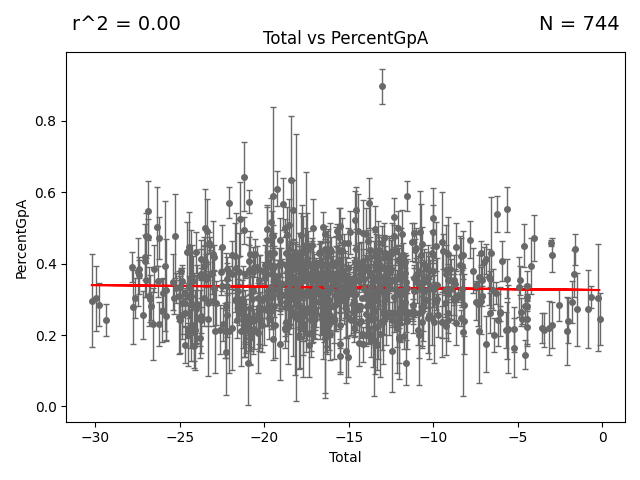 r^2 = 0.00
N = 744
Total vs PercentGpA
PercentGpA
0.8
0.6
0.4
0.2
0.0
−30
−25
−20
−15
−10
−5
0
Total